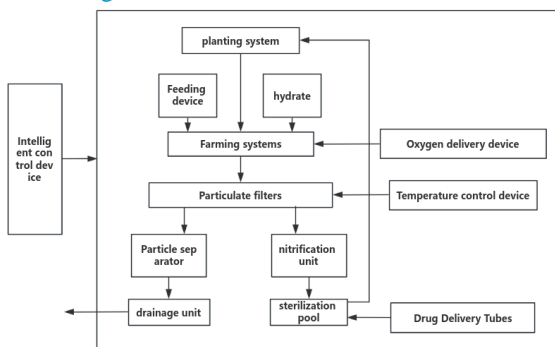 planting system
Feeding
device
hydrate
Intellig
ent con
trol dev
ice
Farming systems
Oxygen delivery device
Particulate filters
Temperature control device
Particle sep
arator
nitrification
unit
drainage unit
sterilization
pool
Drug Delivery Tubes